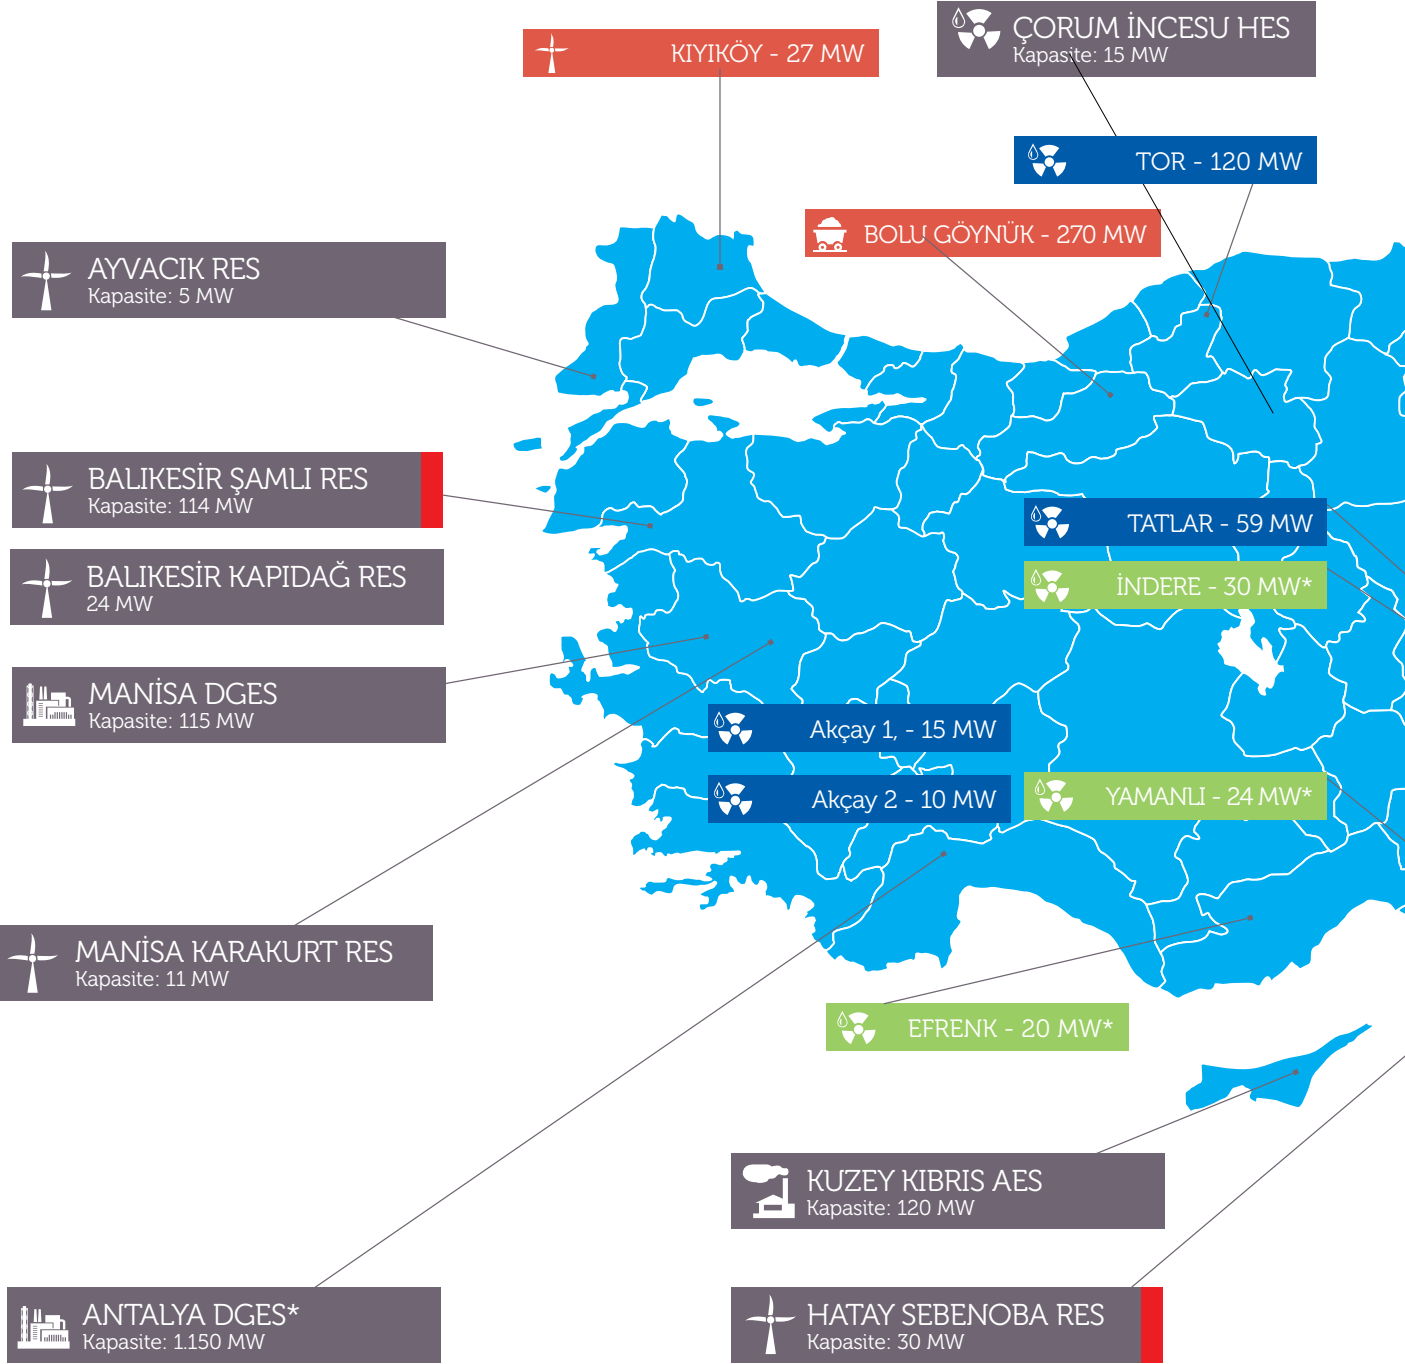 ÇORUM İNCESU HES
Kapasite: 15 MW
KIYIKÖY - 27 MW
TOR - 120 MW
BOLU GÖYNÜK - 270 MW
AYVACIK RES
Kapasite: 5 MW
BALIKESİR ŞAMLI RES
Kapasite: 114 MW
TATLAR - 59 MW
BALIKESİR KAPIDAĞ RES
24 MW
İNDERE - 30 MW*
MANİSA DGES
Kapasite: 115 MW
Akçay 1, - 15 MW
Akçay 2 - 10 MW
YAMANLI - 24 MW*
MANİSA KARAKURT RES
Kapasite: 11 MW
EFRENK - 20 MW*
KUZEY KIBRIS AES
Kapasite: 120 MW
ANTALYA DGES*
Kapasite: 1.150 MW
HATAY SEBENOBA RES
Kapasite: 30 MW